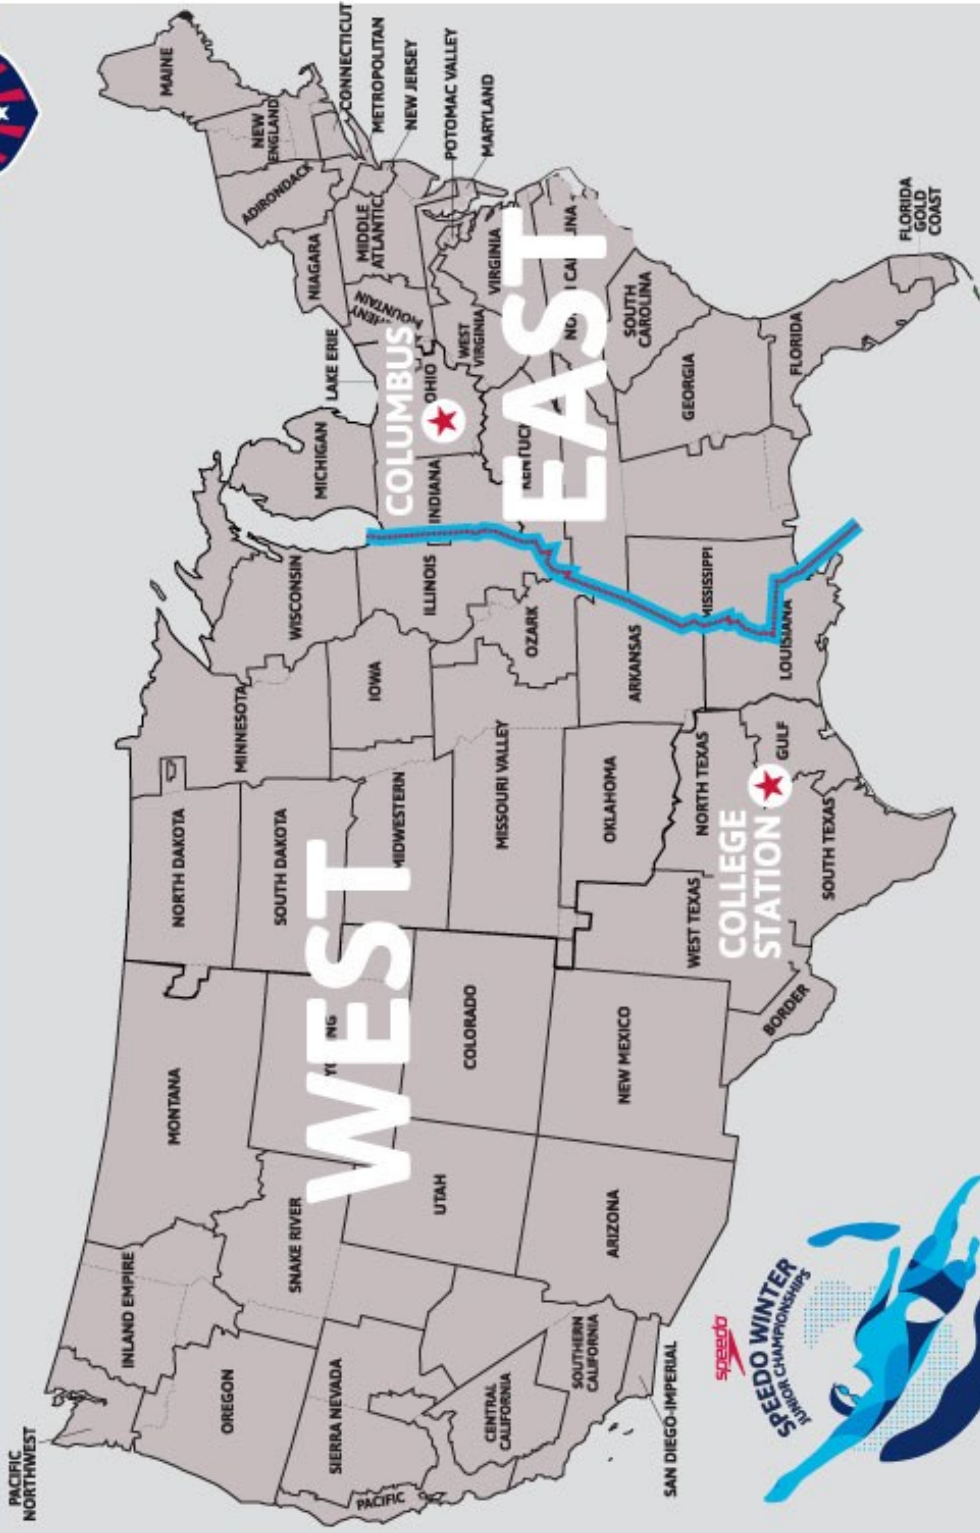 PACIFIC
NORTHWEST
INLAND EMPIRE
MONTANA
NORTH DAKOTA
MINNESOTA
MAINE
OREGON
SNAKE RIVER
SOUTH DAKOTA
WISCONSIN
MICHIGAN
LAKE ERIE
NIAGARA
ADIRONDACK
NEW
ENGLAND
CONNECTICUT
METROPOLITAN
NEW JERSEY
POTOMAC VALLEY
MARYLAND
MIDDLE
ATLANTIC
MOUNTAIN
WEST
SIERRA NEVADA
PACIFIC
UTAH
COLORADO
MIDWESTERN
IOWA
ILLINOIS
INDIANA
COLUMBUS
OHIO
WEST
VIRGINIA
VIRGINIA
CENTRAL
CALIFORNIA
SOUTHERN
CALIFORNIA
SAN DIEGO-IMPERIAL
ARIZONA
NEW MEXICO
MISSOURI VALLEY
OZARK
EAST
OKLAHOMA
ARKANSAS
SOUTH
CAROLINA
GEORGIA
MISSISSIPPI
WEST TEXAS
NORTH TEXAS
COLLEGE
STATION
GULF
LOUISIANA
BORDER
SOUTH TEXAS
FLORIDA
FLORIDA
GOLD
COAST
speedo
SPEEDO WINTER
JUNIOR CHAMPIONSHIPS